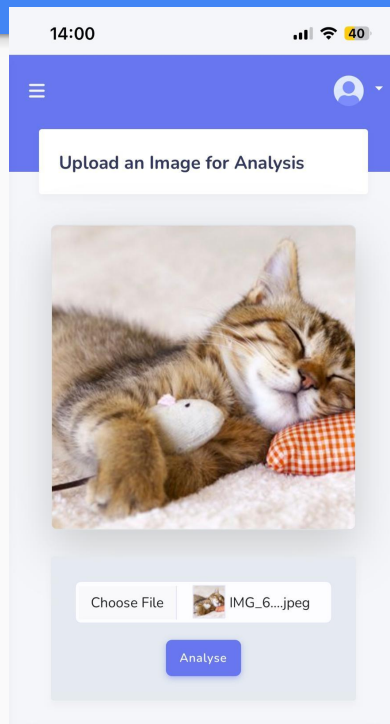 14:00
40
Upload an Image for Analysis
Choose File IMG_6....jpeg
Analyse